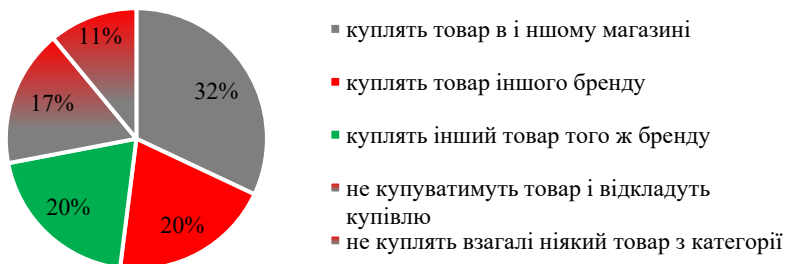 11%
17%
32%
20%
20%
куплять товар в і ншому магазині
куплять товар іншого бренду
куплять інший товар того ж бренду
не купуватимуть товар і відкладуть
купівлю
не куплять взагалі ніякий товар з категорії